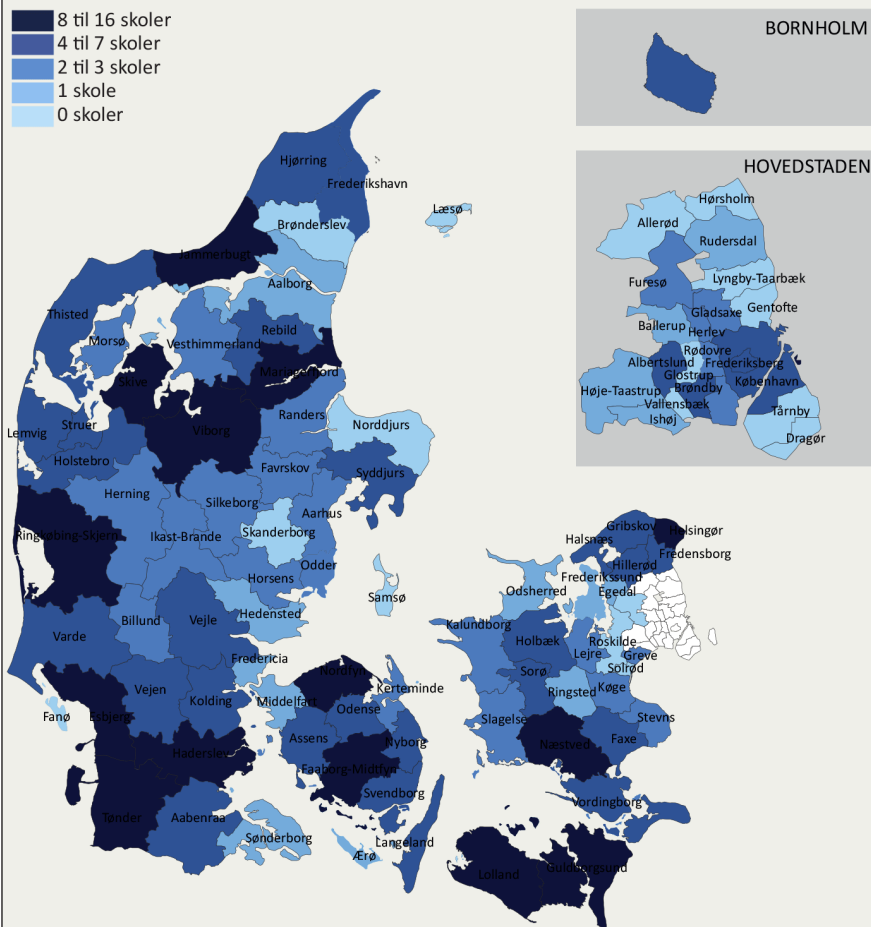 8 til 16 skoler
4 til 7 skoler
2 til 3 skoler
1 skole
0 skoler
BORNHOLM
HOVEDSTADEN
Hjørring
Frederikshavn
Læsø
Brønderslev
Jammerbugt
Aalborg
Thisted
Rebild
Morsø
Vesthimmerland
Mariagerfjord
Skive
Randers
Norddjurs
Struer
Lemvig
Viborg
Holstebro
Favrskov
Syddjurs
Herning
Silkeborg
Aarhus
Ringkøbing-Skjern
Ikast-Brande
Skanderborg
Odder
Horsens
Samsø
Hedensted
Billund
Vejle
Varde
Fredericia
Vejen
Kolding
Fanø
Esbjerg
Haderslev
Tønder
Aabenraa
Sønderborg
Nordfyn
Kerteminde
Middelfart
Odense
Assens
Nyborg
Faaborg-Midtfyn
Svendborg
Langeland
Ærø
Hørsholm
Allerød
Rudersdal
Lyngby-Taarbæk
Furesø
Gentofte
Gladsaxe
Ballerup
Herlev
Rødovre
Albertslund
Frederiksberg
Glostrup
København
Høje-Taastrup
Brøndby
Vallensbæk
Ishøj
Tårnby
Dragør
Gribskov
Helsingør
Halsnæs
Fredensborg
Hillerød
Frederikssund
Odsherred
Egedal
Kalundborg
Holbæk
Roskilde
Lejre
Greve
Solrød
Sorø
Ringsted
Køge
Slagelse
Stevns
Næstved
Faxe
Vordingborg
Lolland
Guldborgsund